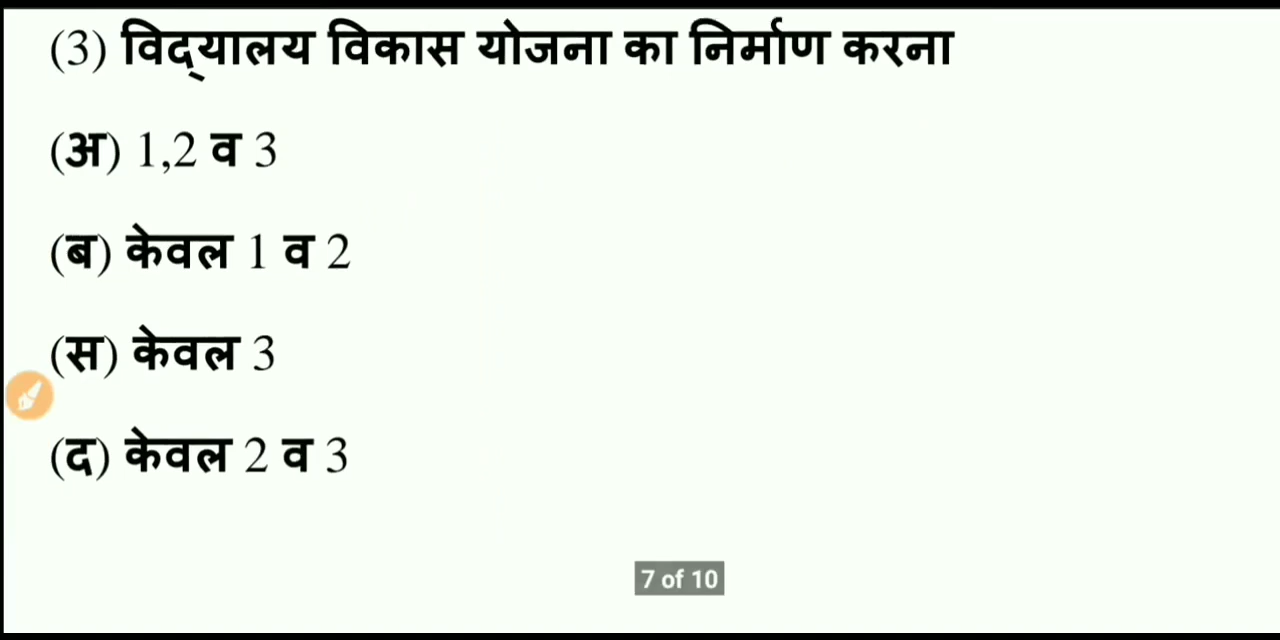 (3) विद्यालय विकास योजना का निर्माण करना
(अ) 1,2 व 3
(ब) केवल 1 व 2
(स) केवल 3
(द) केवल 2 व 3
7 of 10